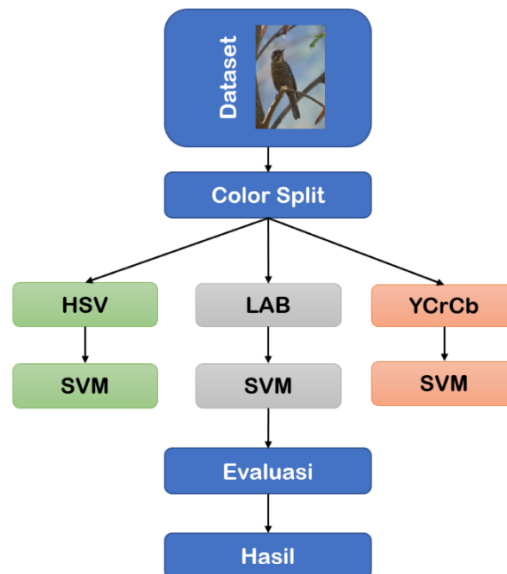 Dataset
Color Split
HSV
LAB
YCrCb
SVM
SVM
SVM
Evaluasi
Hasil